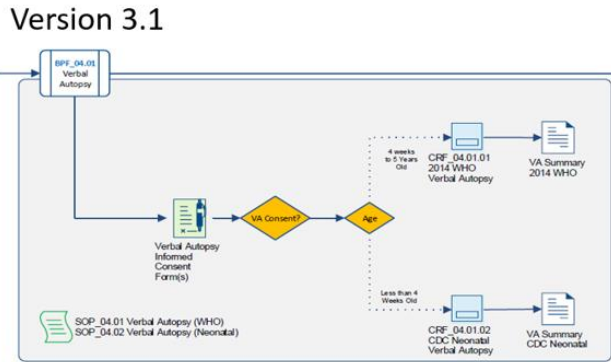 Version 3.1
BPF_04.01
Verbal
Autopsy
4 weeks
to 5 Years
Old
CRF_04.01.01
2014 WHO
Verbal Autopsy
VA Summary
2014 WHO
VA Consent?
Age
Verbal Autopsy
Informed
Consent
Form(s)
Less than 4
Weeks Old
CRF_04.01.02
CDC Neonatal
Verbal Autopsy
VA Summary
CDC Neonatal
SOP_04.01 Verbal Autopsy (WHO)
SOP_04.02 Verbal Autopsy (Neonatal)